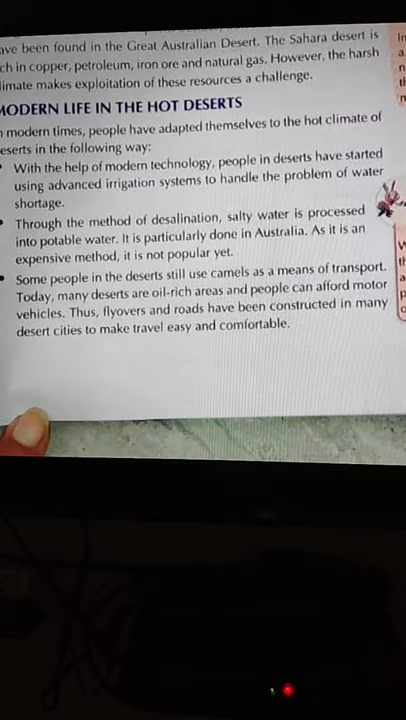 ave been found in the Great Australian Desert. The Sahara desert is
ch in copper, petroleum, iron ore and natural gas. However, the harsh
limate makes exploitation of these resources a challenge.
MODERN LIFE IN THE HOT DESERTS
n modern times, people have adapted themselves to the hot climate of
eserts in the following way:
• With the help of modern technology, people in deserts have started
using advanced irrigation systems to handle the problem of water
shortage.
• Through the method of desalination, salty water is processed
into potable water. It is particularly done in Australia. As it is an
expensive method, it is not popular yet.
• Some people in the deserts still use camels as a means of transport.
Today, many deserts are oil-rich areas and people can afford motor
vehicles. Thus, flyovers and roads have been constructed in many
desert cities to make travel easy and comfortable.